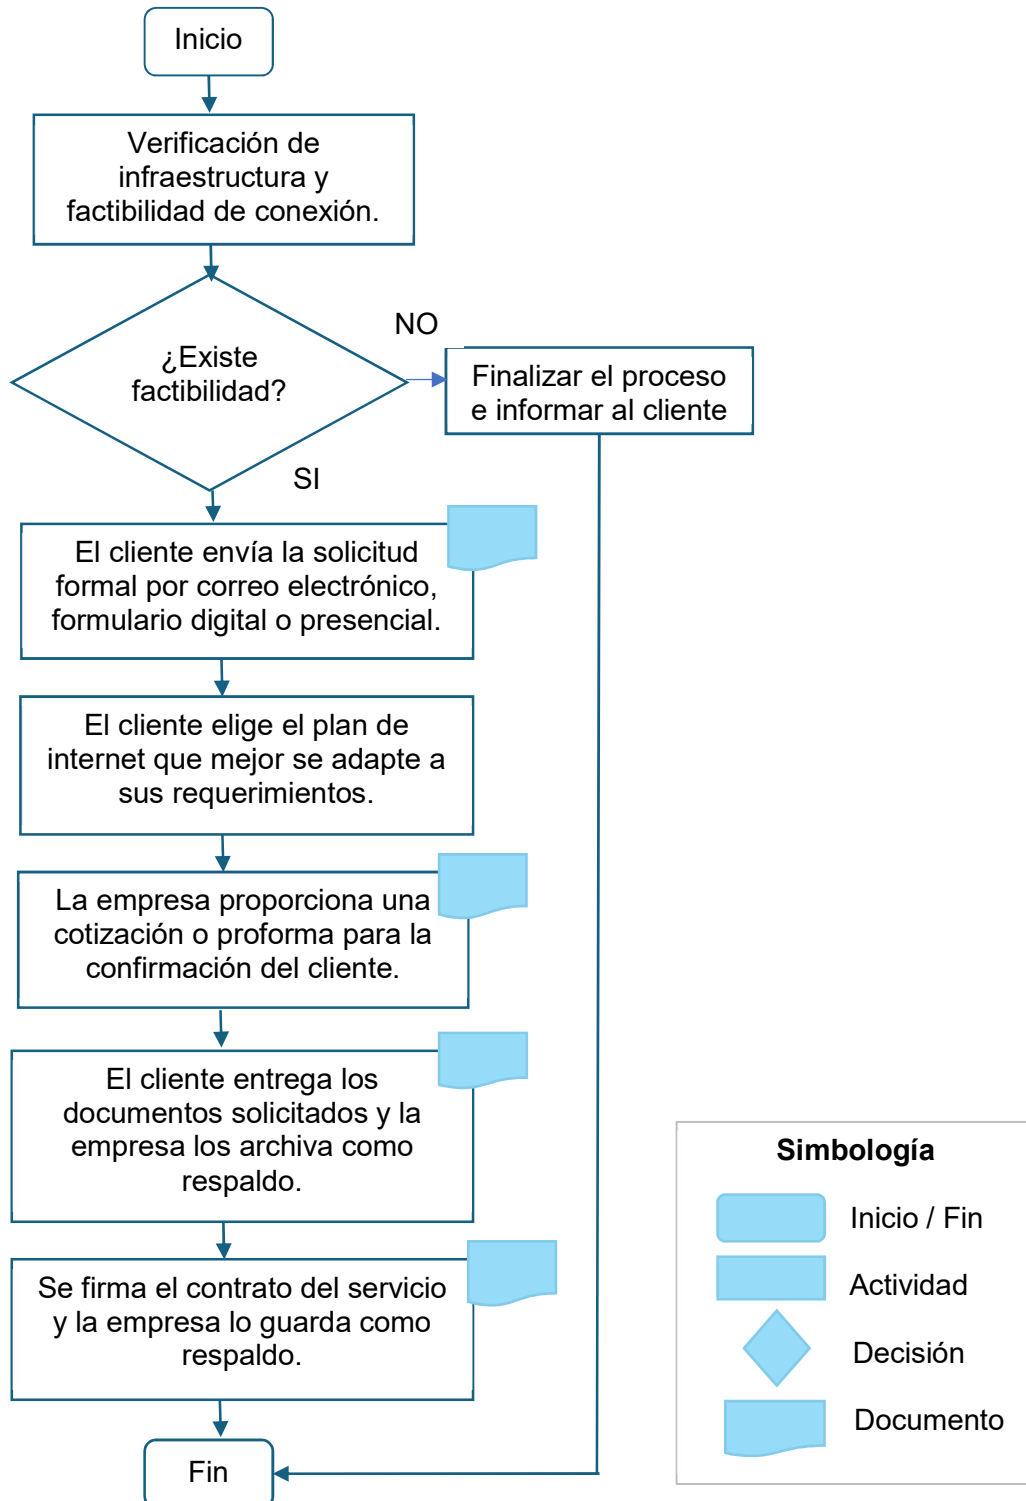 Inicio
Verificación de
infraestructura y
factibilidad de conexión.
¿Existe
factibilidad?
NO
Finalizar el proceso
e informar al cliente
SI
El cliente envía la solicitud
formal por correo electrónico,
formulario digital o presencial.
El cliente elige el plan de
internet que mejor se adapte a
sus requerimientos.
La empresa proporciona una
cotización o proforma para la
confirmación del cliente.
El cliente entrega los
documentos solicitados y la
empresa los archiva como
respaldo.
Se firma el contrato del servicio
y la empresa lo guarda como
respaldo.
Fin
Simbología
Inicio / Fin
Actividad
Decisión
Documento